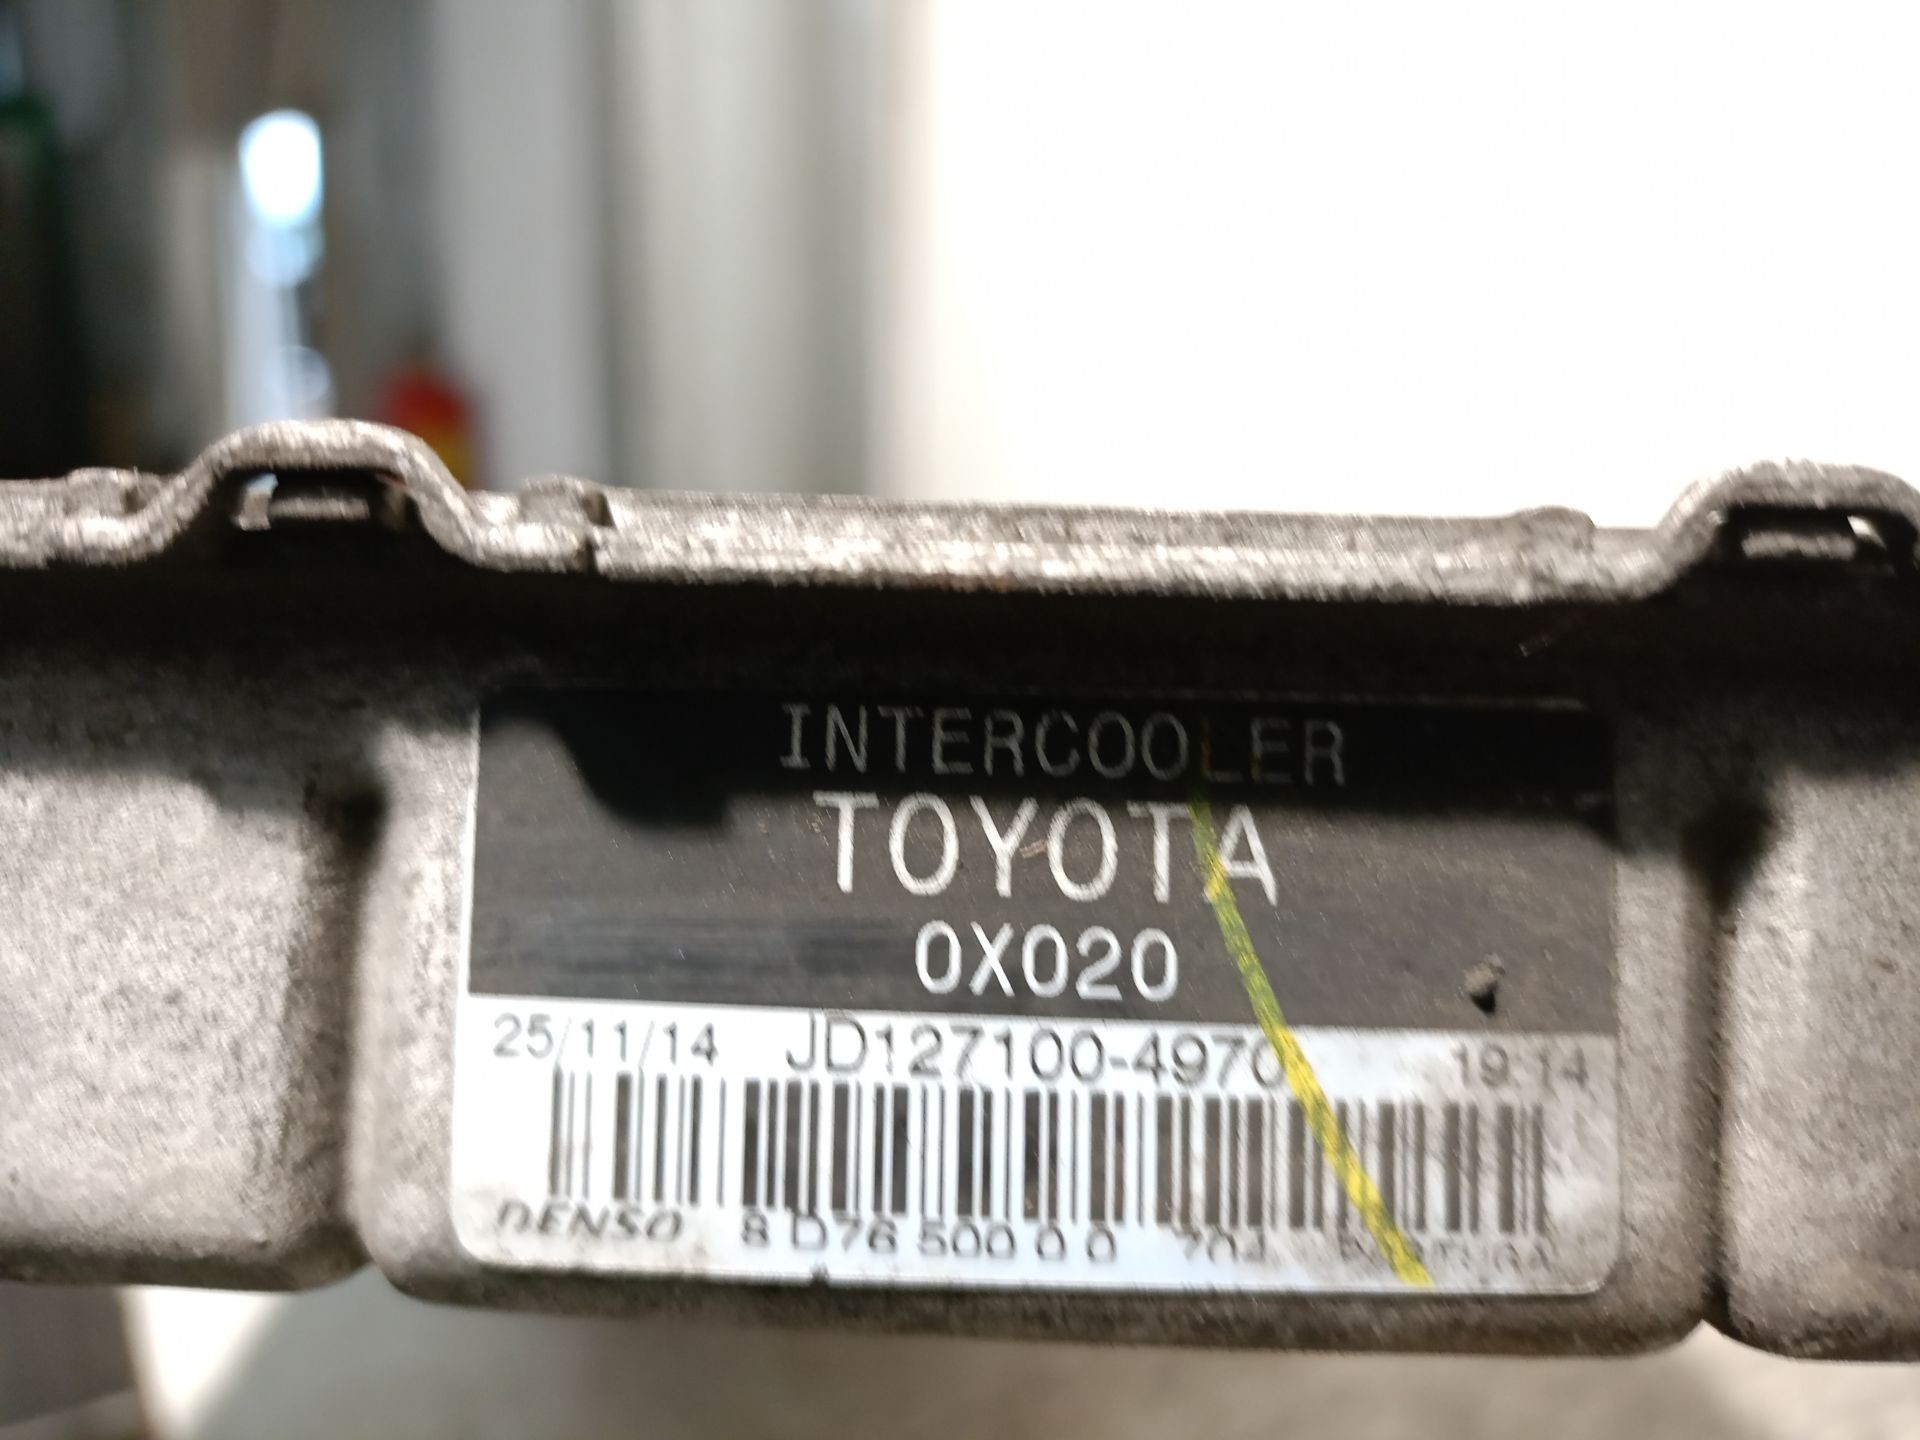 INTERCOOLER
TOYOTA
0X020
25/11/14 JD127100-4970 19:14
DENSO 8 D76 500 0 0